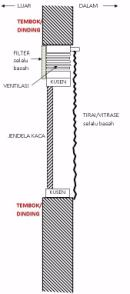 LUAR
DALAM
TEMBOK/
DINDING
FILTER
selalu
basah
VENTILASI
KUSEN
JENDELA KACA
TIRAI/VITRASE
selalu basah
KUSEN
TEMBOK/
DINDING